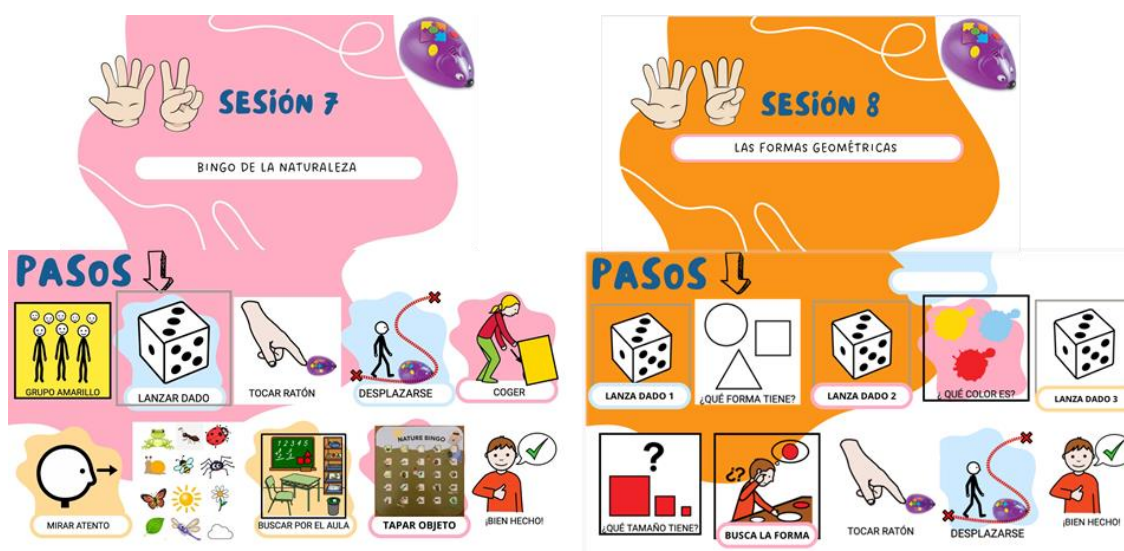 SESIÓN 7
BINGO DE LA NATURALEZA
PASOS
GRUPO AMARILLO
LANZAR DADO
TOCAR RATÓN
DESPLAZARSE
COGER
MIRAR ATENTO
12345
BUSCAR POR EL AULA
NATURE BINGO
TAPAR OBJETO
¡BIEN HECHO!
SESIÓN 8
LAS FORMAS GEOMÉTRICAS
PASOS
LANZA DADO 1
¿QUÉ FORMA TIENE?
LANZA DADO 2
¿QUÉ COLOR ES?
LANZA DADO 3
?
¿QUÉ TAMAÑO TIENE?
¿?
BUSCA LA FORMA
TOCAR RATÓN
DESPLAZARSE
¡BIEN HECHO!